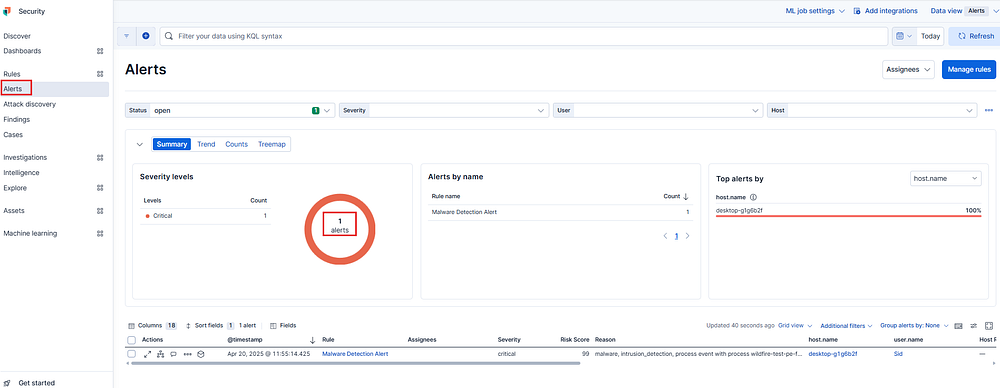 Security
ML job settings
Add integrations
Data view Alerts
Discover
Dashboards
Rules
Alerts
Attack discovery
Findings
Cases
Investigations
Intelligence
Explore
Assets
Machine learning
Get started
Filter your data using KQL syntax
Today
Refresh
Alerts
Assignees
Manage rules
Status open 1
Severity
User
Host
Summary Trend Counts Treemap
Severity levels
Levels Count
Critical 1
1
alerts
Alerts by name
Rule name Count
Malware Detection Alert 1
1
Top alerts by host.name
host.name
desktop-g1g6b2f 100%
Columns 18 Sort fields 1 1 alert Fields
Updated 40 seconds ago Grid view Additional filters Group alerts by: None
Actions @timestamp Rule Assignees Severity Risk Score Reason host.name user.name Host R
Apr 20, 2025 @ 11:55:14.425 Malware Detection Alert critical 99 malware, intrusion_detection, process event with process wildfire-test-pe-f... desktop-g1g6b2f Sid —